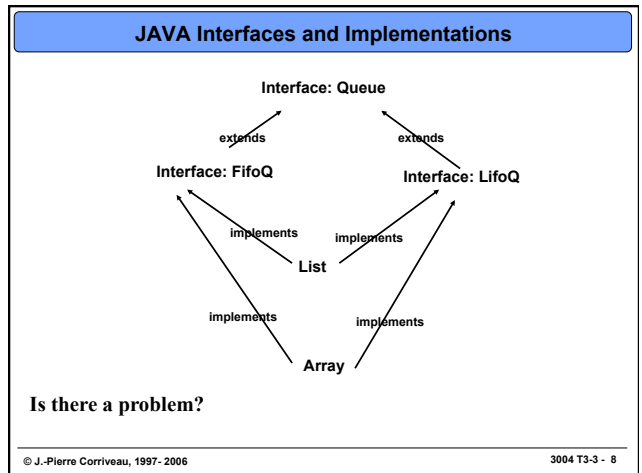 JAVA Interfaces and Implementations
Interface: Queue
extends
extends
Interface: FifoQ
Interface: LifoQ
implements
implements
List
implements
implements
Array
Is there a problem?
© J.-Pierre Corriveau, 1997- 2006
3004 T3-3 - 8